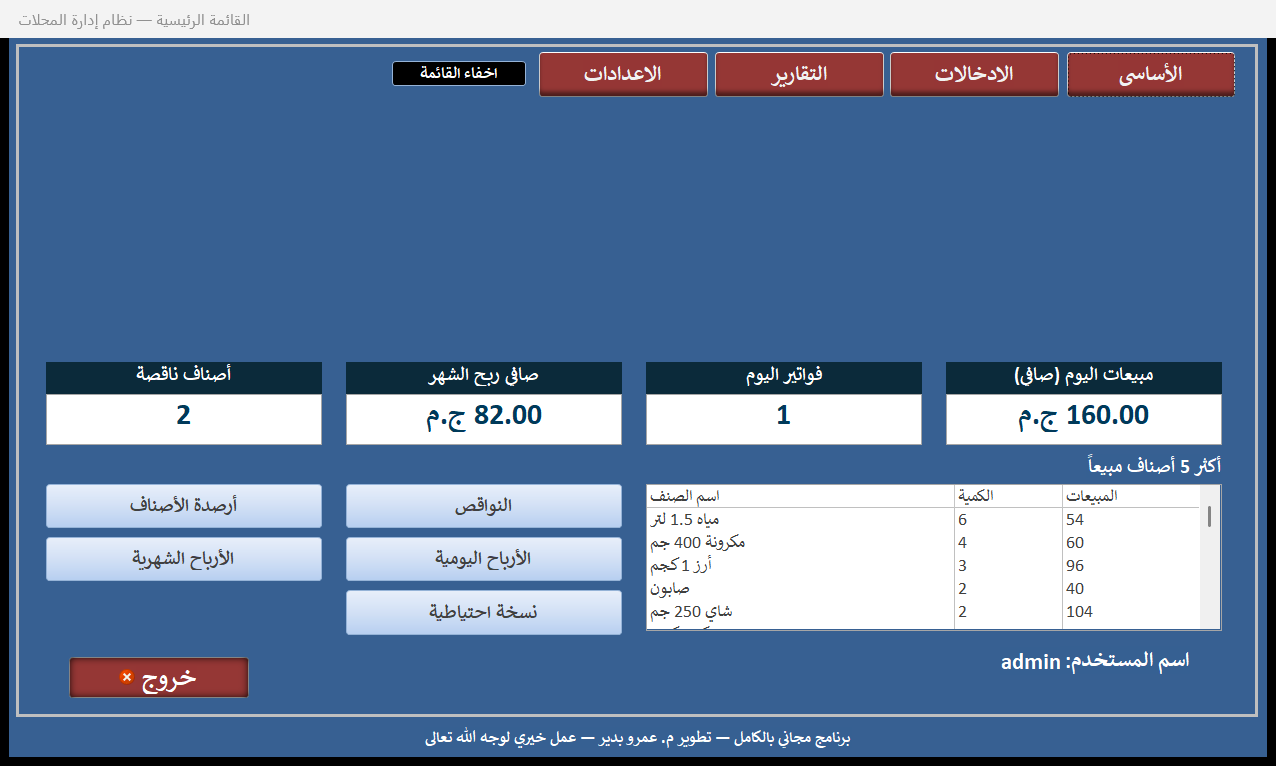 القائمة الرئيسية — نظام إدارة المحلات
الأساسى
الادخالات
التقارير
الاعدادات
اخفاء القائمة
مبيعات اليوم (صافى)
160.00 ج.م
فواتير اليوم
1
صافى ربح الشهر
82.00 ج.م
أصناف ناقصة
2
أكثر 5 أصناف مبيعاً
اسم الصنف الكمية المبيعات
مياه 1.5 لتر 6 54
مكرونة 400 جم 4 60
أرز 1 كجم 3 96
صابون 2 40
شاي 250 جم 2 104
النواقص
أرصدة الأصناف
الأرباح اليومية
الأرباح الشهرية
نسخة احتياطية
اسم المستخدم: admin
خروج
برنامج مجاني بالكامل — تطوير م. عمرو بدير — عمل خيري لوجه الله تعالى